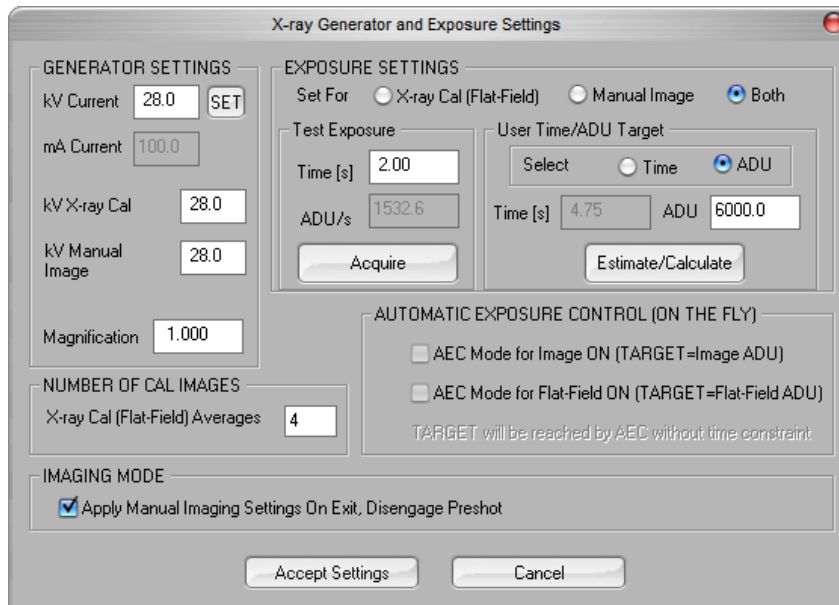 X-ray Generator and Exposure Settings
GENERATOR SETTINGS
kV Current 28.0 SET
mA Current 100.0
kV X-ray Cal 28.0
kV Manual Image 28.0
Magnification 1.000
EXPOSURE SETTINGS
Set For X-ray Cal (Flat-Field) Manual Image Both
Test Exposure
Time [s] 2.00
ADU/s 1532.6
Acquire
User Time/ADU Target
Select Time ADU
Time [s] 4.75 ADU 6000.0
Estimate/Calculate
AUTOMATIC EXPOSURE CONTROL (ON THE FLY)
AEC Mode for Image ON (TARGET=Image ADU)
AEC Mode for Flat-Field ON (TARGET=Flat-Field ADU)
TARGET will be reached by AEC without time constraint
NUMBER OF CAL IMAGES
X-ray Cal (Flat-Field) Averages 4
IMAGING MODE
Apply Manual Imaging Settings On Exit, Disengage Preshot
Accept Settings Cancel